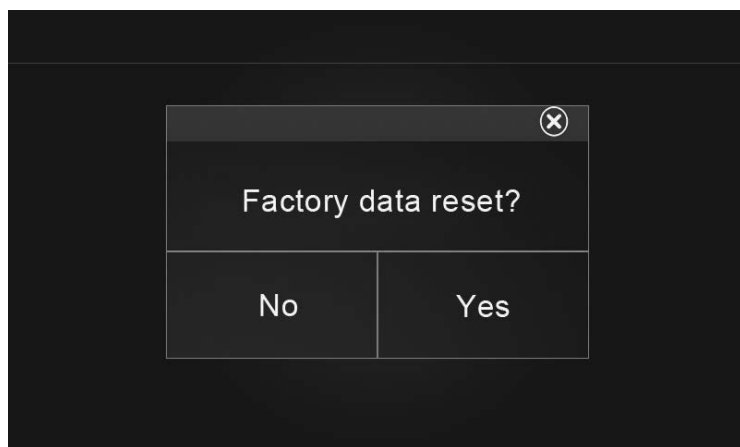 Factory data reset?
No
Yes